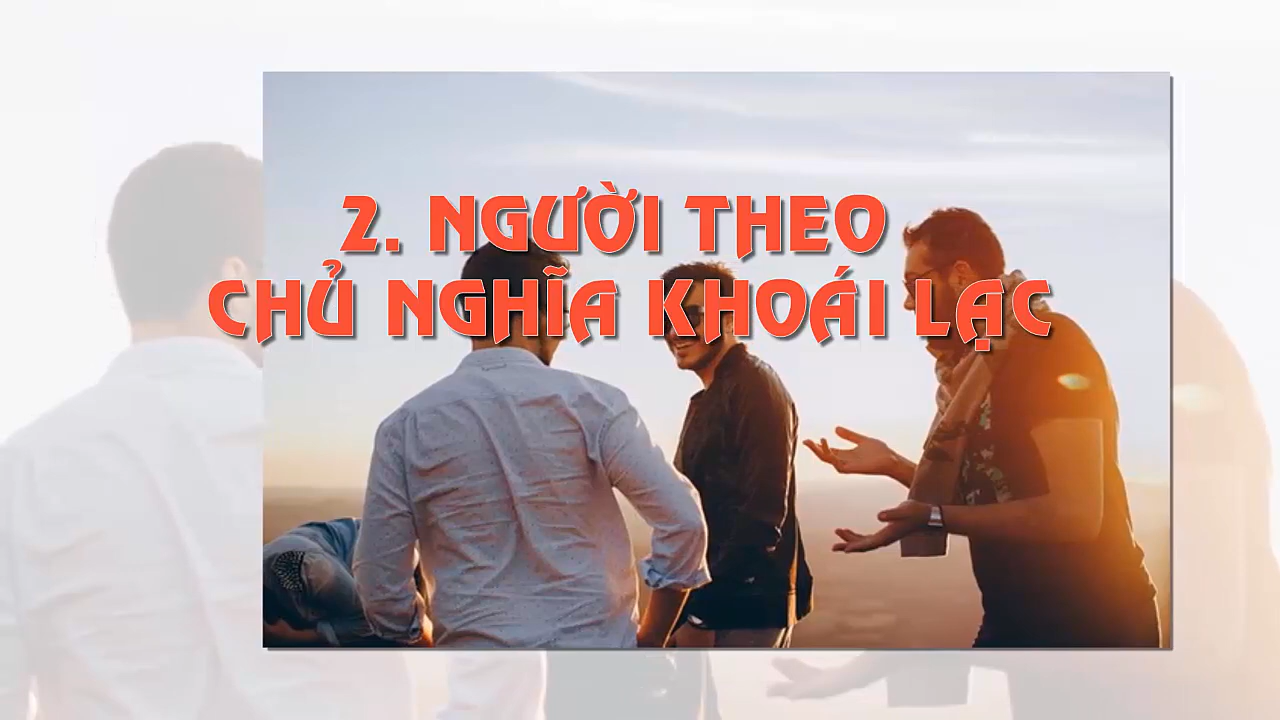 2. NGƯỜI THEO
CHỦ NGHĨA KHOÁI LẠC